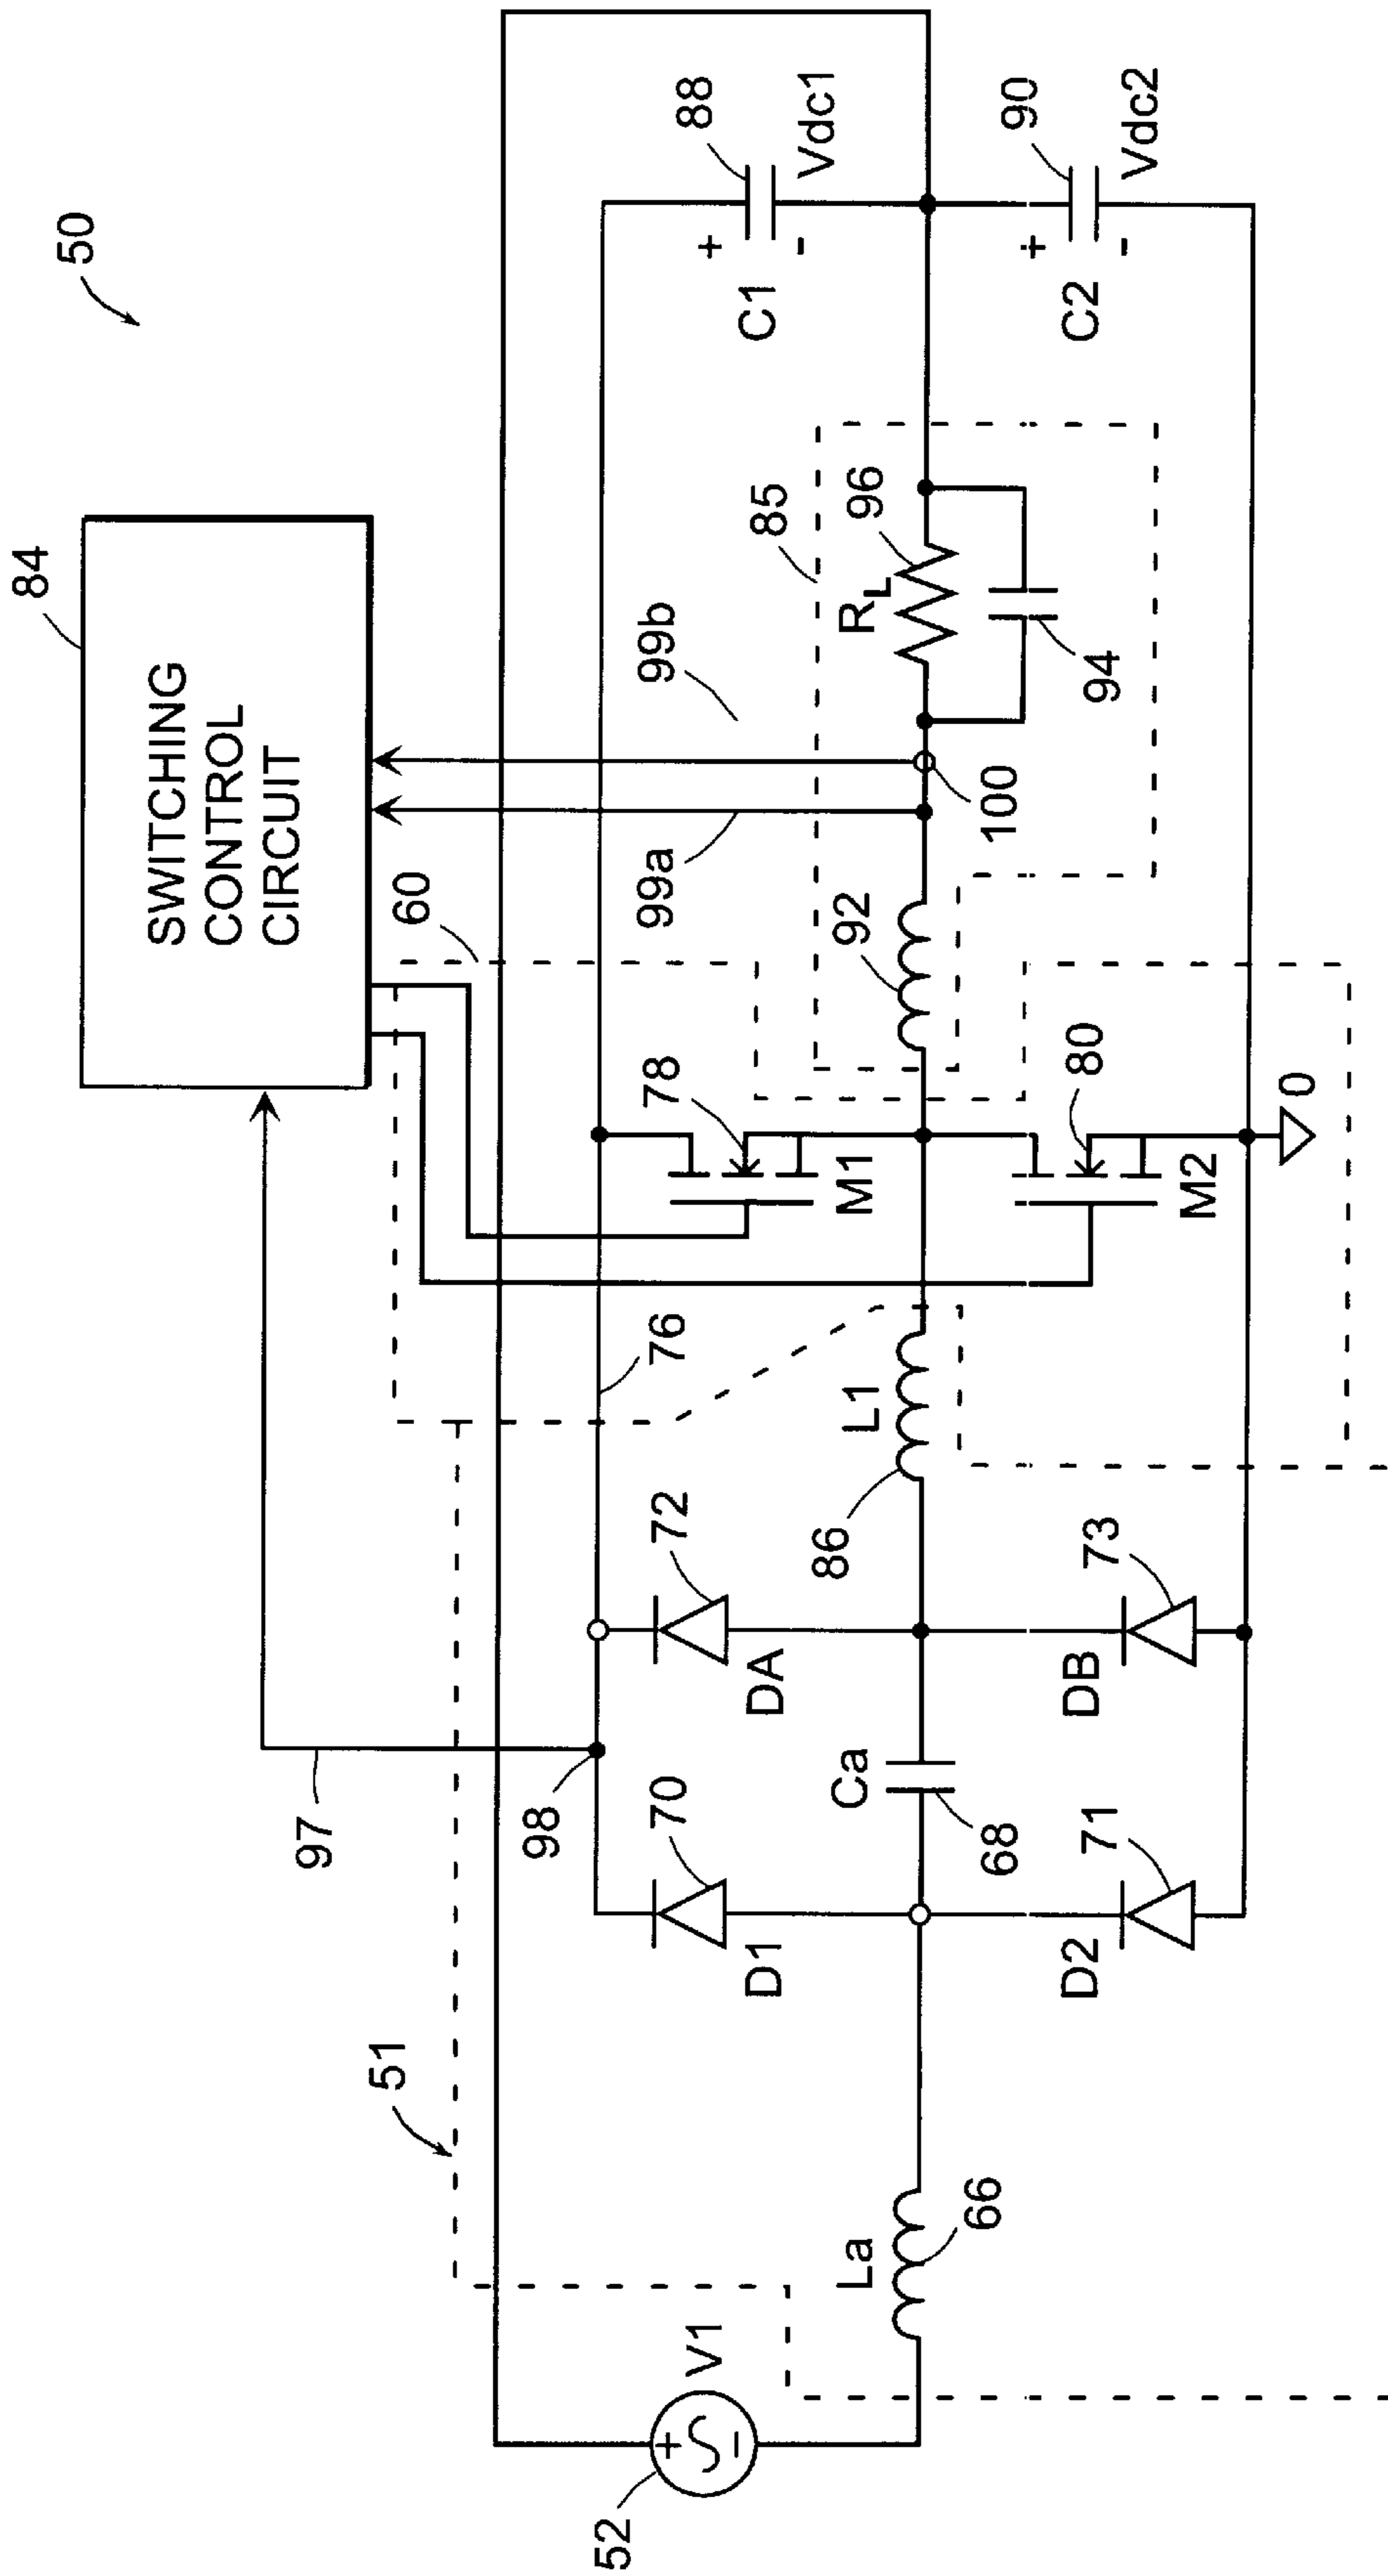 50
84
SWITCHING
CONTROL
CIRCUIT
88
Vdc1
+
-
C1
90
Vdc2
+
-
C2
85
96
RL
94
99b
99a
100
60
92
78
M1
80
M2
0
76
L1
86
72
DA
73
DB
97
98
70
D1
Ca
68
71
D2
51
La
66
V1
+
-
52